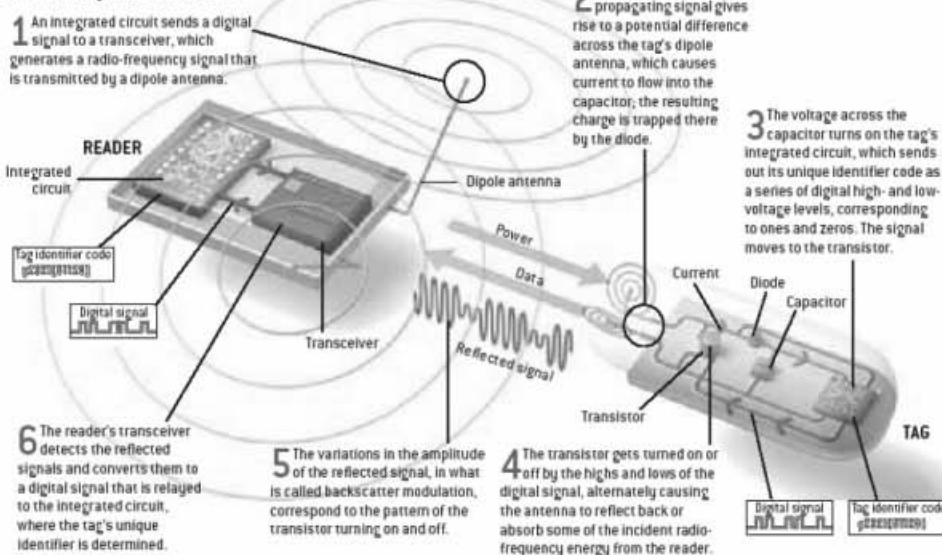 1 An integrated circuit sends a digital
signal to a transceiver, which
generates a radio-frequency signal that
is transmitted by a dipole antenna.
2
propagating signal gives
rise to a potential difference
across the tag's dipole
antenna, which causes
current to flow into the
capacitor; the resulting
charge is trapped there
by the diode.
3 The voltage across the
capacitor turns on the tag's
integrated circuit, which sends
out its unique identifier code as
a series of digital high- and low-
voltage levels, corresponding
to ones and zeros. The signal
moves to the transistor.
READER
Integrated
circuit
Dipole antenna
Tag identifier code
Digital signal
Transceiver
Power
Data
Reflected signal
Current
Diode
Capacitor
Transistor
TAG
6 The reader's transceiver
detects the reflected
signals and converts them to
a digital signal that is relayed
to the integrated circuit,
where the tag's unique
identifier is determined.
5 The variations in the amplitude
of the reflected signal, in what
is called backscatter modulation,
correspond to the pattern of the
transistor turning on and off.
4 The transistor gets turned on or
off by the highs and lows of the
digital signal, alternately causing
the antenna to reflect back or
absorb some of the incident radio-
frequency energy from the reader.
Digital signal
Tag identifier code